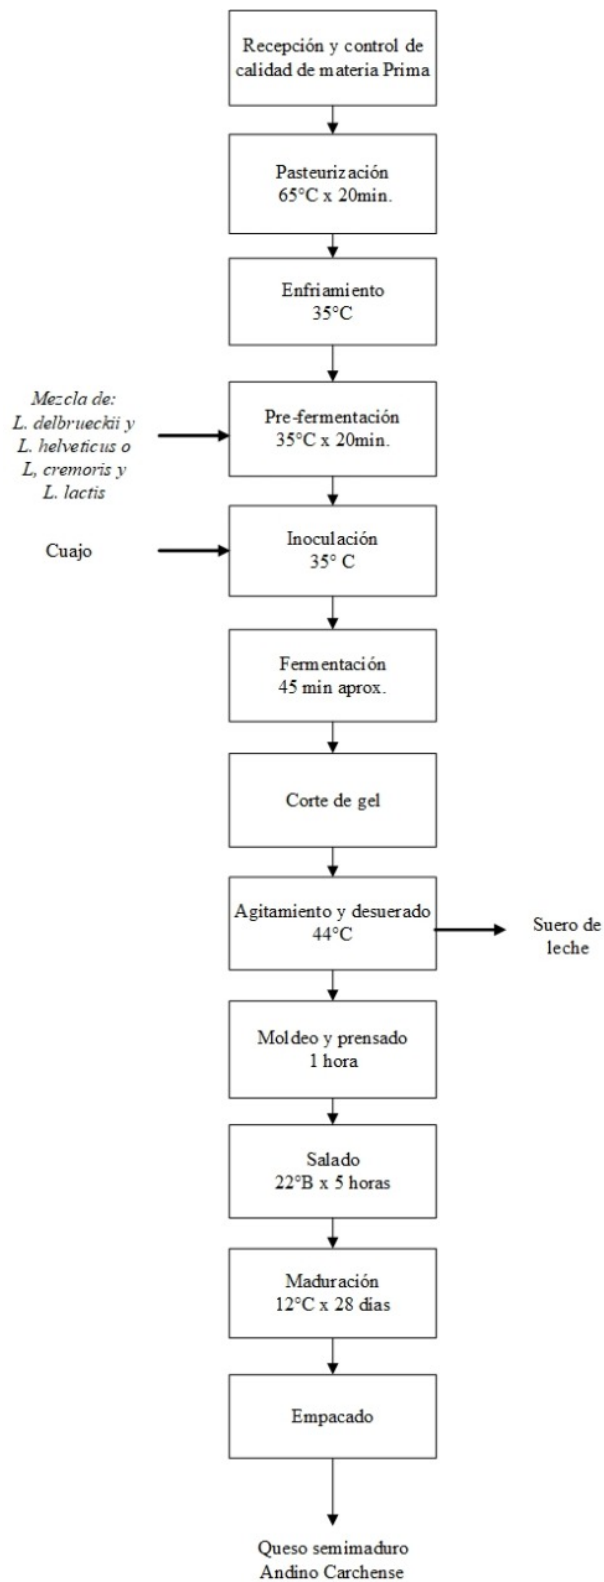 Recepción y control de
calidad de materia Prima
Pasteurización
65°C x 20min.
Enfriamiento
35°C
Mezcla de:
L. delbrueckii y
L. helveticus o
L, cremoris y
L. lactis
Pre-fermentación
35°C x 20min.
Cuajo
Inoculación
35° C
Fermentación
45 min aprox.
Corte de gel
Agitamiento y desuerado
44°C
Suero de
leche
Moldeo y prensado
1 hora
Salado
22°B x 5 horas
Maduración
12°C x 28 dias
Empacado
Queso semimaduro
Andino Carchense